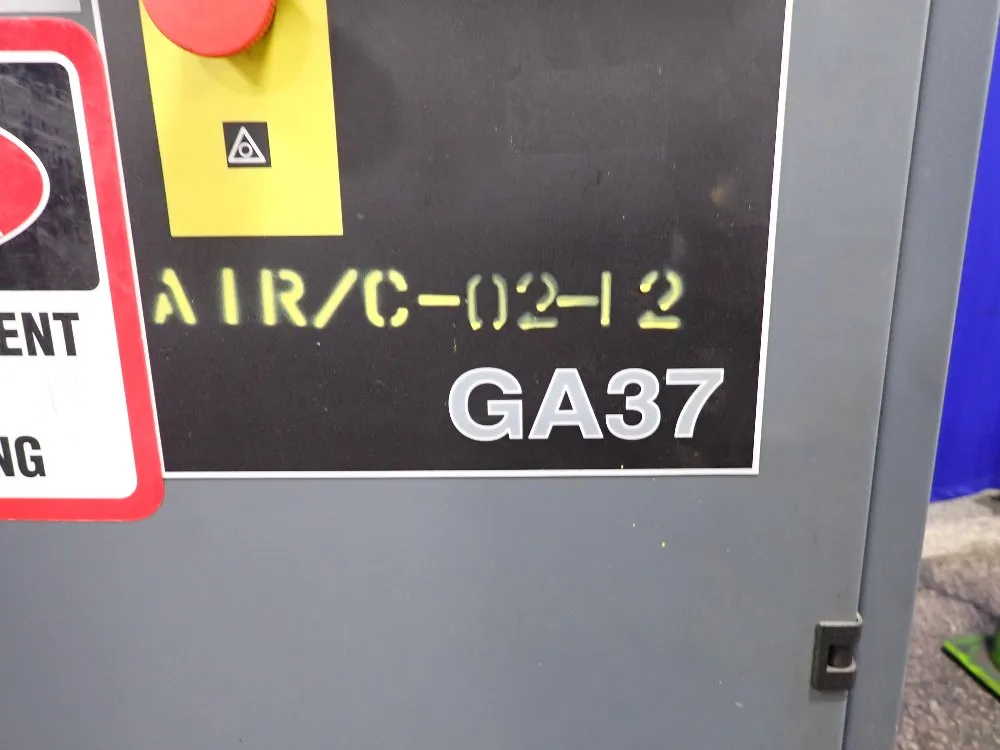 AIR/C-02-12
GA37
ENT
NG